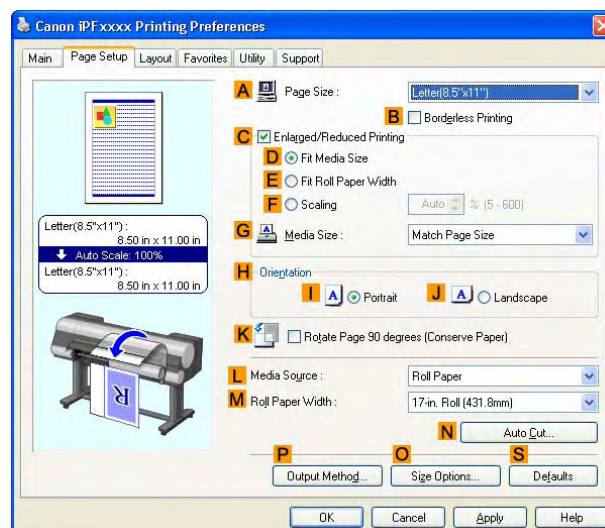 Canon iPFxxxx Printing Preferences
Main Page Setup Layout Favorites Utility Support
A Page Size : Letter(8.5"x11")
B Borderless Printing
C Enlarged/Reduced Printing
D Fit Media Size
E Fit Roll Paper Width
F Scaling Auto % (5 - 600)
G Media Size : Match Page Size
Letter(8.5"x11") :
8.50 in x 11.00 in
Auto Scale: 100%
Letter(8.5"x11") :
8.50 in x 11.00 in
H Orientation
I A Portrait J A Landscape
K Rotate Page 90 degrees (Conserve Paper)
R
L Media Source : Roll Paper
M Roll Paper Width : 17-in. Roll (431.8mm)
N Auto Cut...
P O S
Output Method... Size Options... Defaults
OK Cancel Apply Help